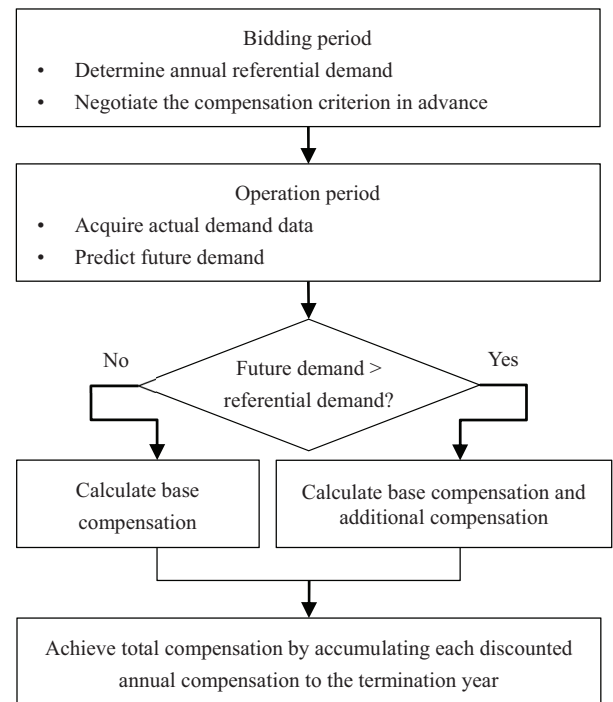 Bidding period
• Determine annual referential demand
• Negotiate the compensation criterion in advance
Operation period
• Acquire actual demand data
• Predict future demand
No
Future demand >
referential demand?
Yes
Calculate base
compensation
Calculate base compensation and
additional compensation
Achieve total compensation by accumulating each discounted
annual compensation to the termination year